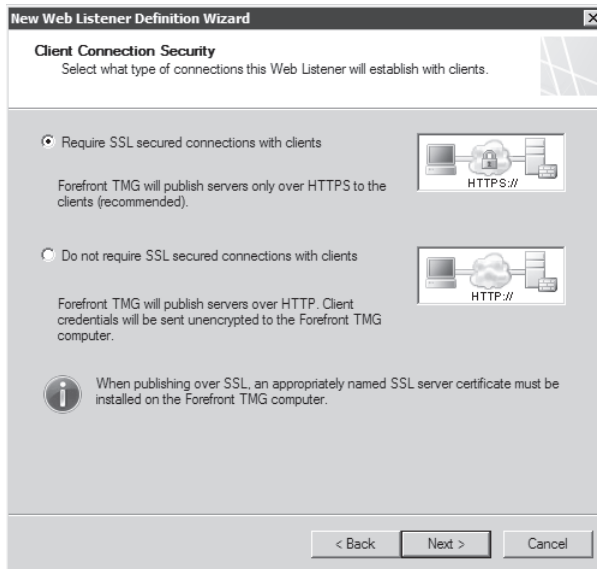 New Web Listener Definition Wizard
Client Connection Security
Select what type of connections this Web Listener will establish with clients.
Require SSL secured connections with clients
HTTPS://
Forefront TMG will publish servers only over HTTPS to the
clients (recommended).
Do not require SSL secured connections with clients
HTTP://
Forefront TMG will publish servers over HTTP. Client
credentials will be sent unencrypted to the Forefront TMG
computer.
When publishing over SSL, an appropriately named SSL server certificate must be
installed on the Forefront TMG computer.
< Back
Next >
Cancel